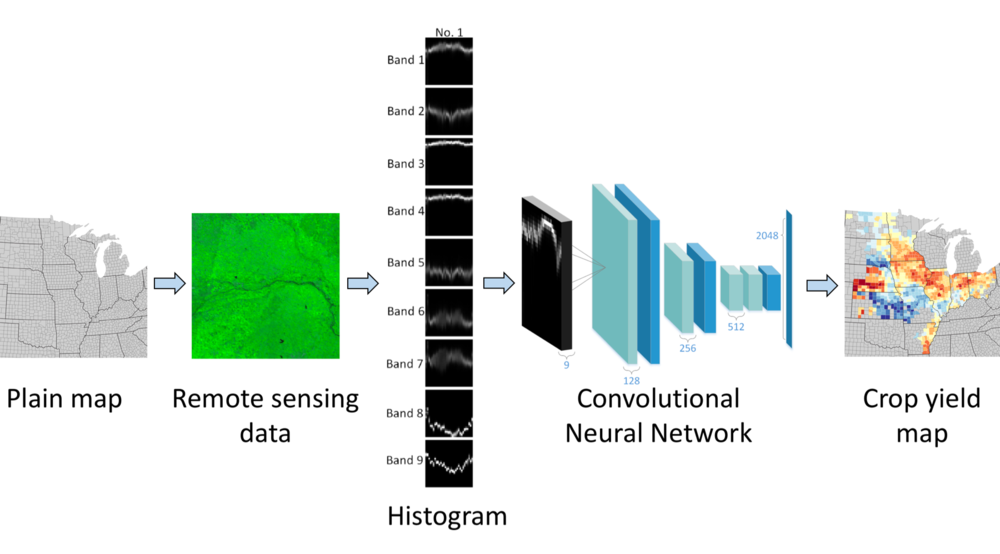 No. 1
Band 1
Band 2
Band 3
Band 4
Band 5
Band 6
Band 7
Band 8
Band 9
2048
512
256
9
128
Plain map
Remote sensing
data
Histogram
Convolutional
Neural Network
Crop yield
map